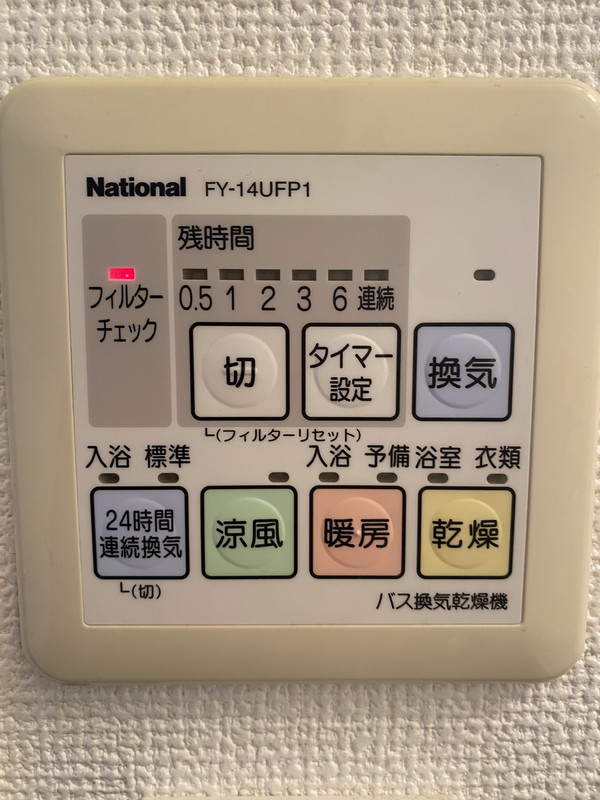 National FY-14UFP1
残時間
フィルター
チェック
0.5 1 2 3 6 連続
切
タイマー
設定
換気
└(フィルターリセット)
入浴 標準
入浴 予備
浴室 衣類
24時間
連続換気
涼風
暖房
乾燥
└(切)
バス換気乾燥機